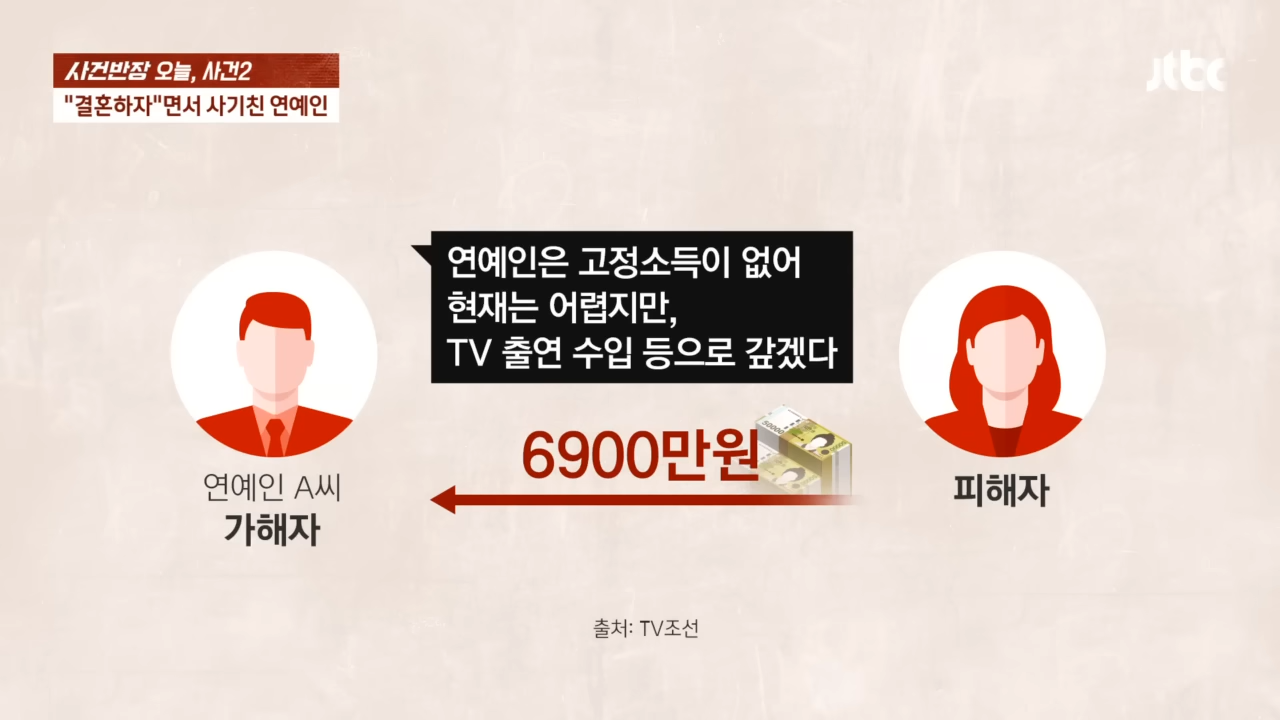 사건반장 오늘, 사건2
"결혼하자"면서 사기친 연예인
jtbc
연예인은 고정소득이 없어
현재는 어렵지만,
TV 출연 수입 등으로 갚겠다
6900만원
50000
연예인 A씨
가해자
피해자
출처: TV조선